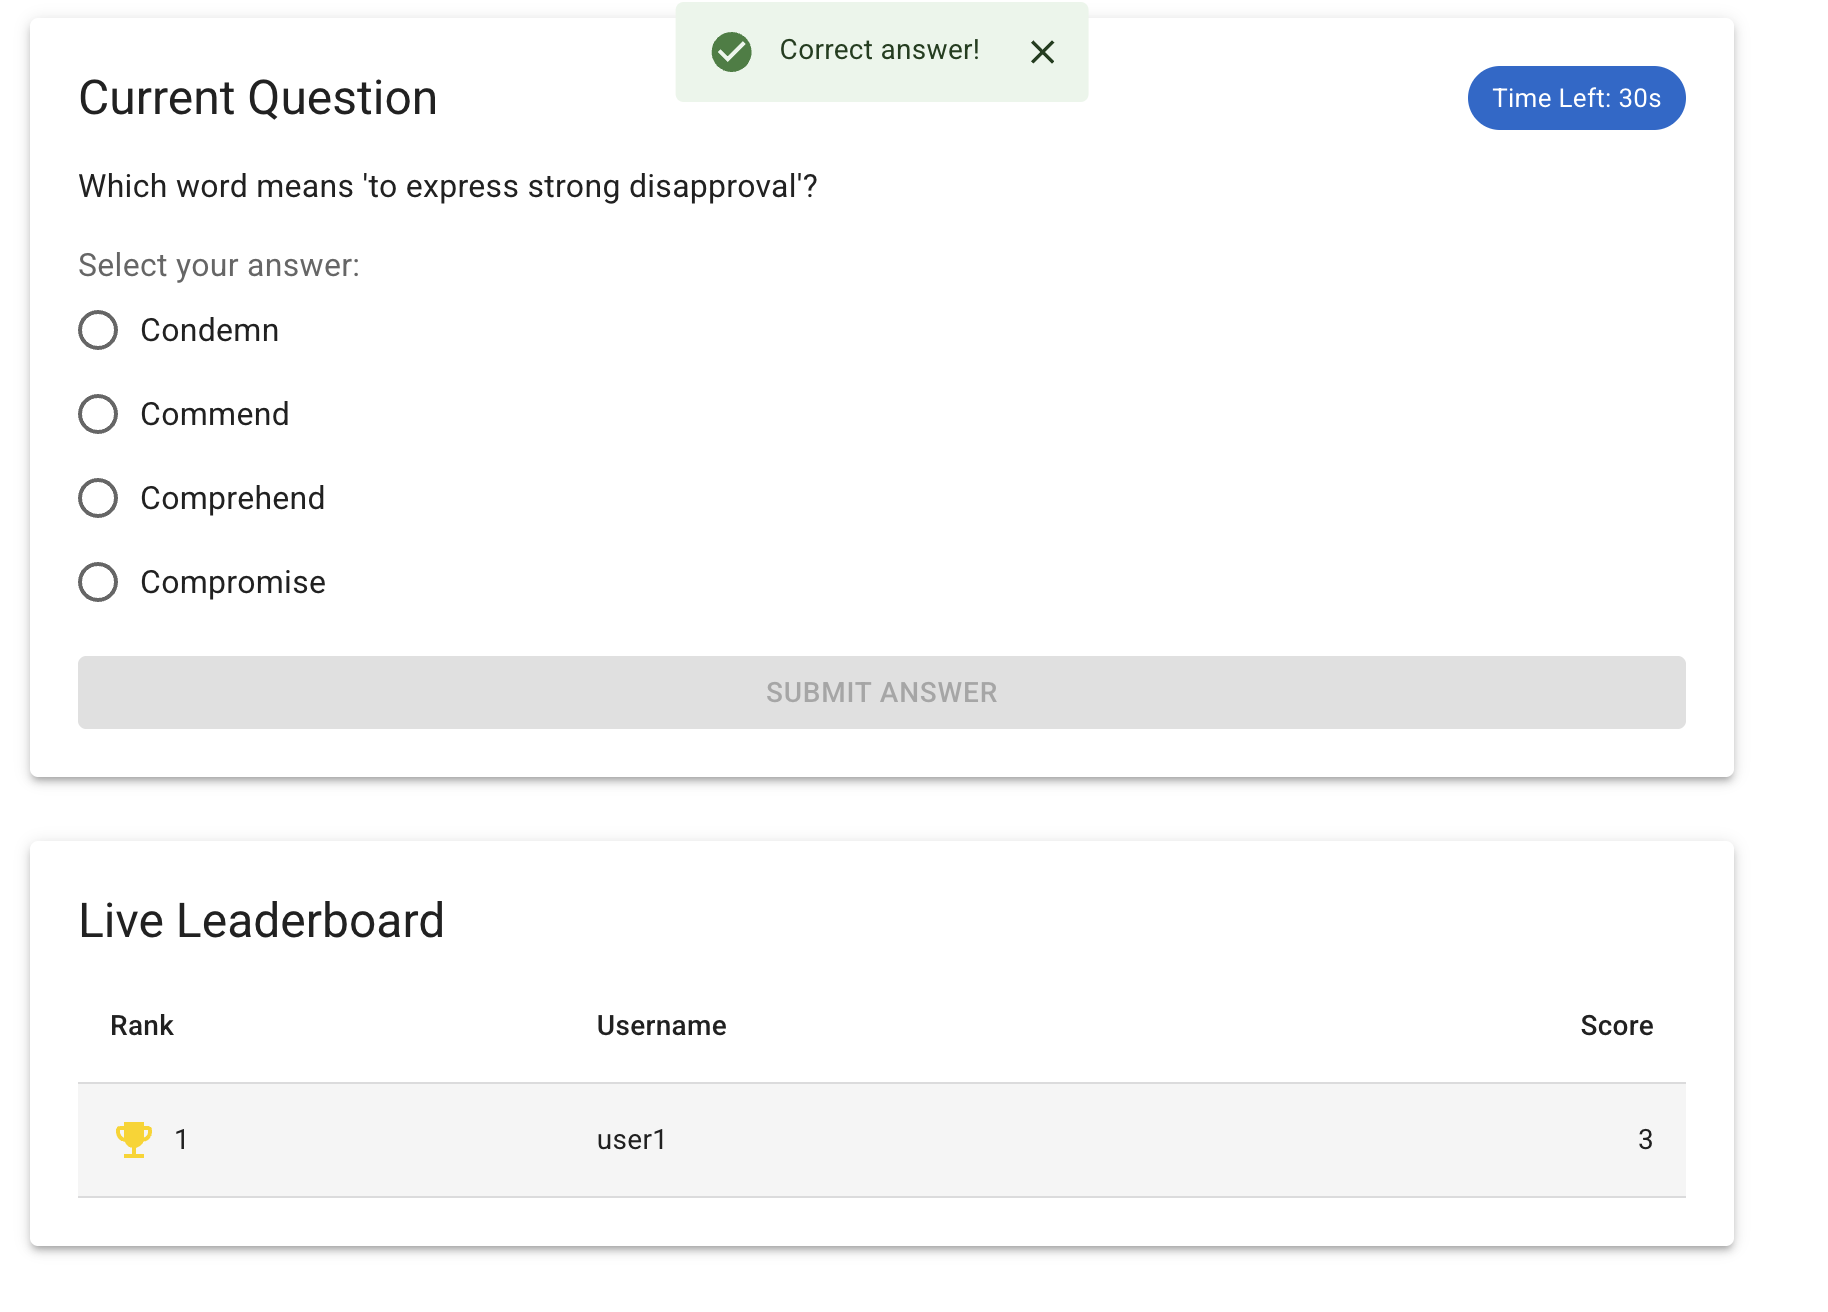 Correct answer!
Current Question
Time Left: 30s
Which word means 'to express strong disapproval'?
Select your answer:
Condemn
Commend
Comprehend
Compromise
SUBMIT ANSWER
Live Leaderboard
Rank Username Score
1 user1 3